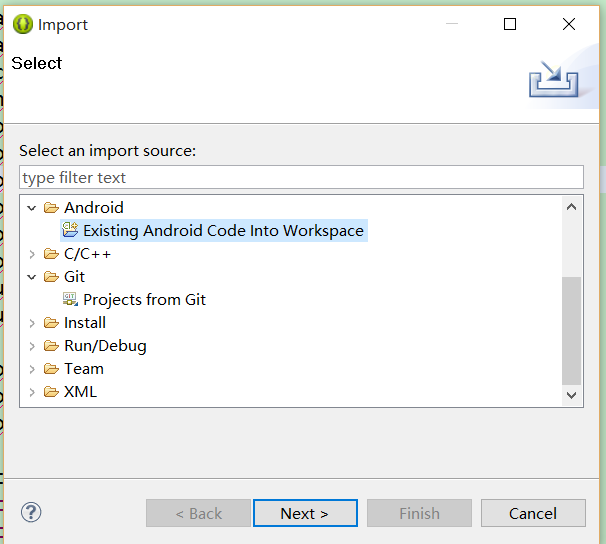 Import
Select
Select an import source:
type filter text
Android
Existing Android Code Into Workspace
C/C++
Git
GIT
Projects from Git
Install
Run/Debug
Team
XML
?
< Back
Next >
Finish
Cancel